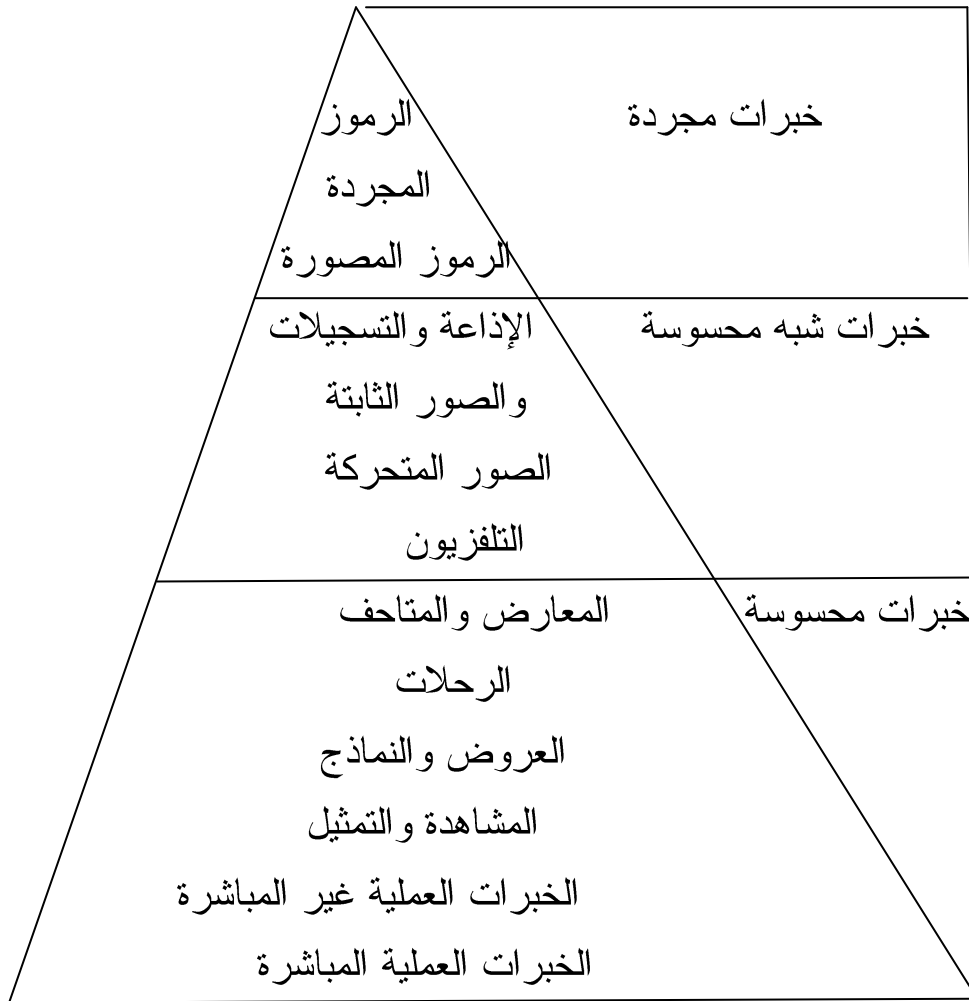 خبرات مجردة
الرموز
المجردة
الرموز المصورة
خبرات شبه محسوسة
الإذاعة والتسجيلات
والصور الثابتة
الصور المتحركة
التلفزيون
خبرات محسوسة
المعارض والمتاحف
الرحلات
العروض والنماذج
المشاهدة والتمثيل
الخبرات العملية غير المباشرة
الخبرات العملية المباشرة